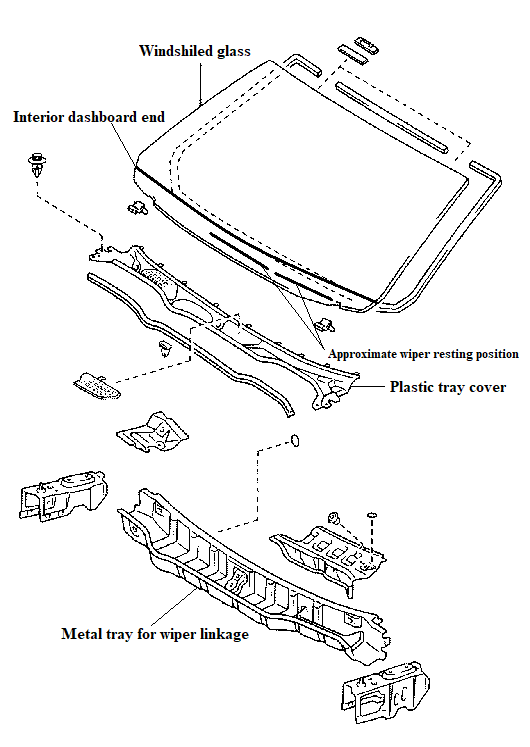 Windshiled glass
Interior dashboard end
Approximate wiper resting position
Plastic tray cover
Metal tray for wiper linkage